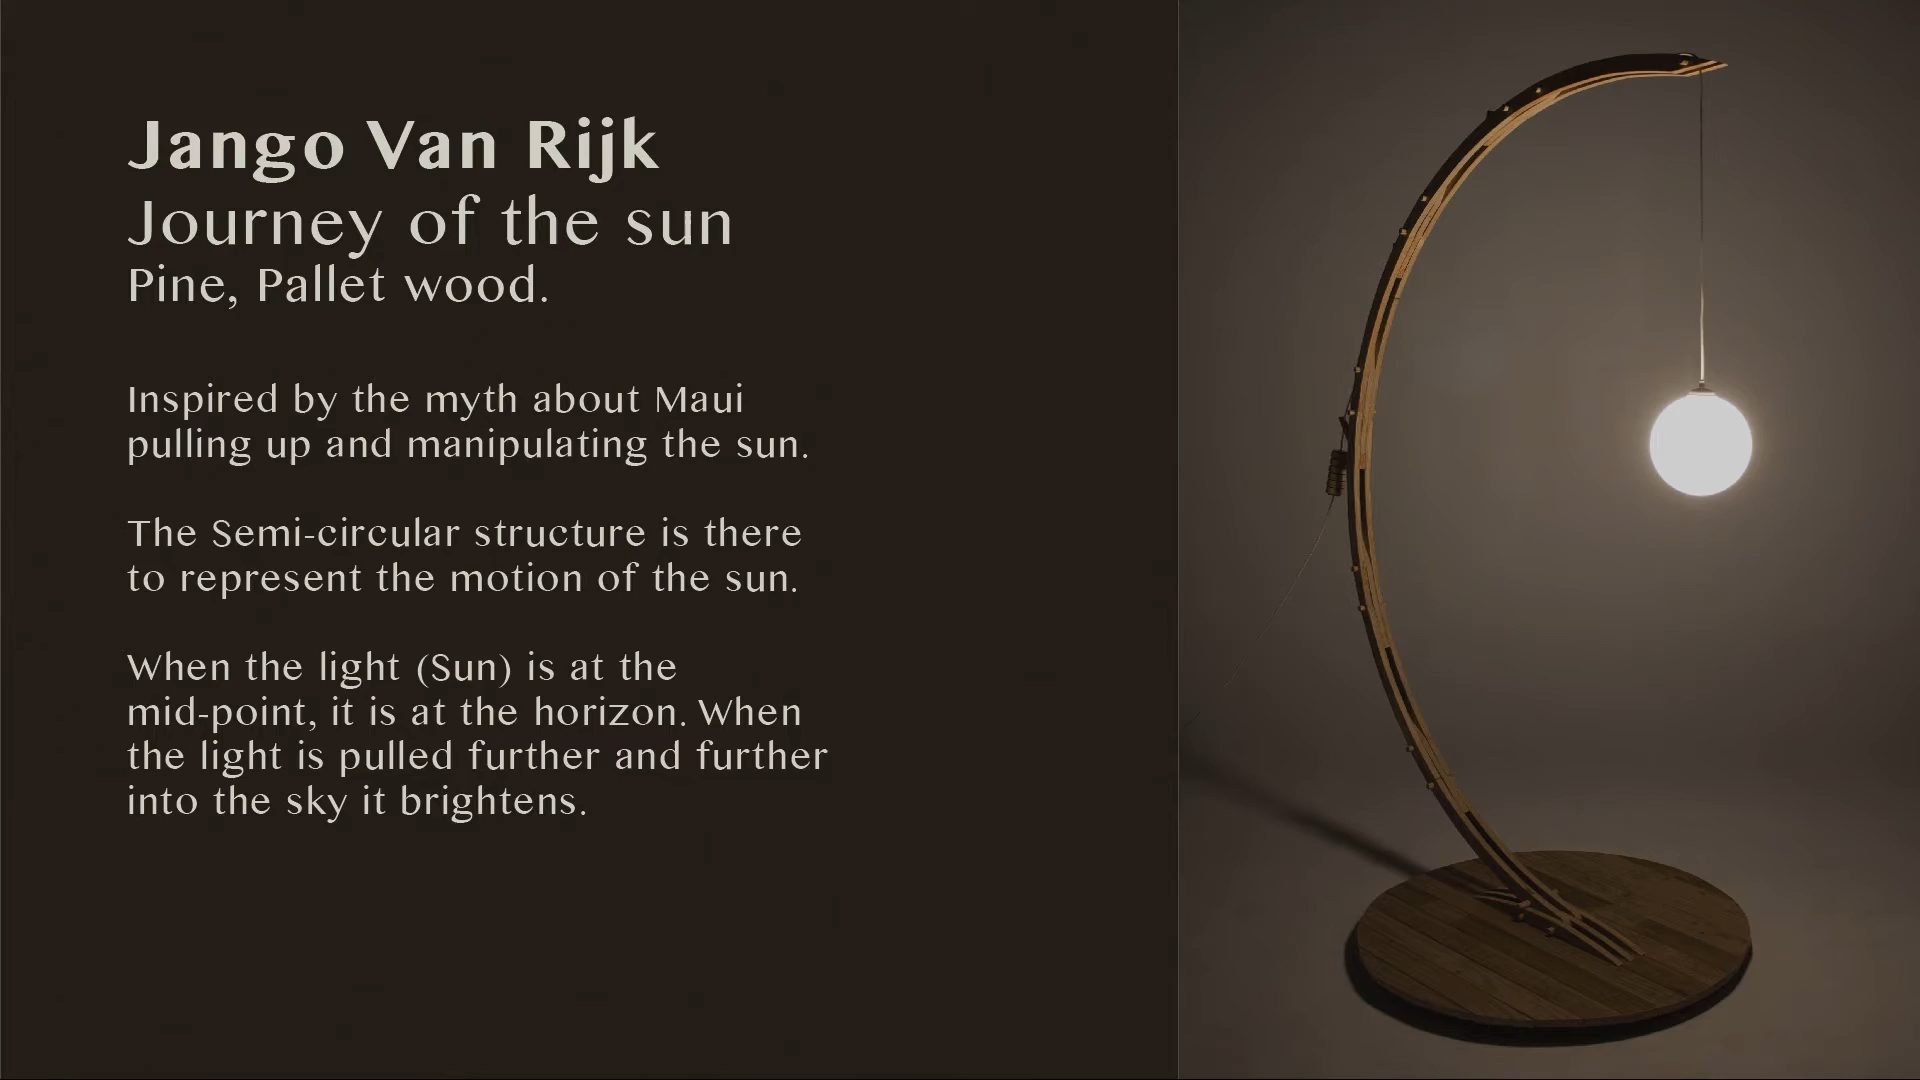 Jango Van Rijk
Journey of the sun
Pine, Pallet wood.
Inspired by the myth about Maui
pulling up and manipulating the sun.
The Semi-circular structure is there
to represent the motion of the sun.
When the light (Sun) is at the
mid-point, it is at the horizon. When
the light is pulled further and further
into the sky it brightens.